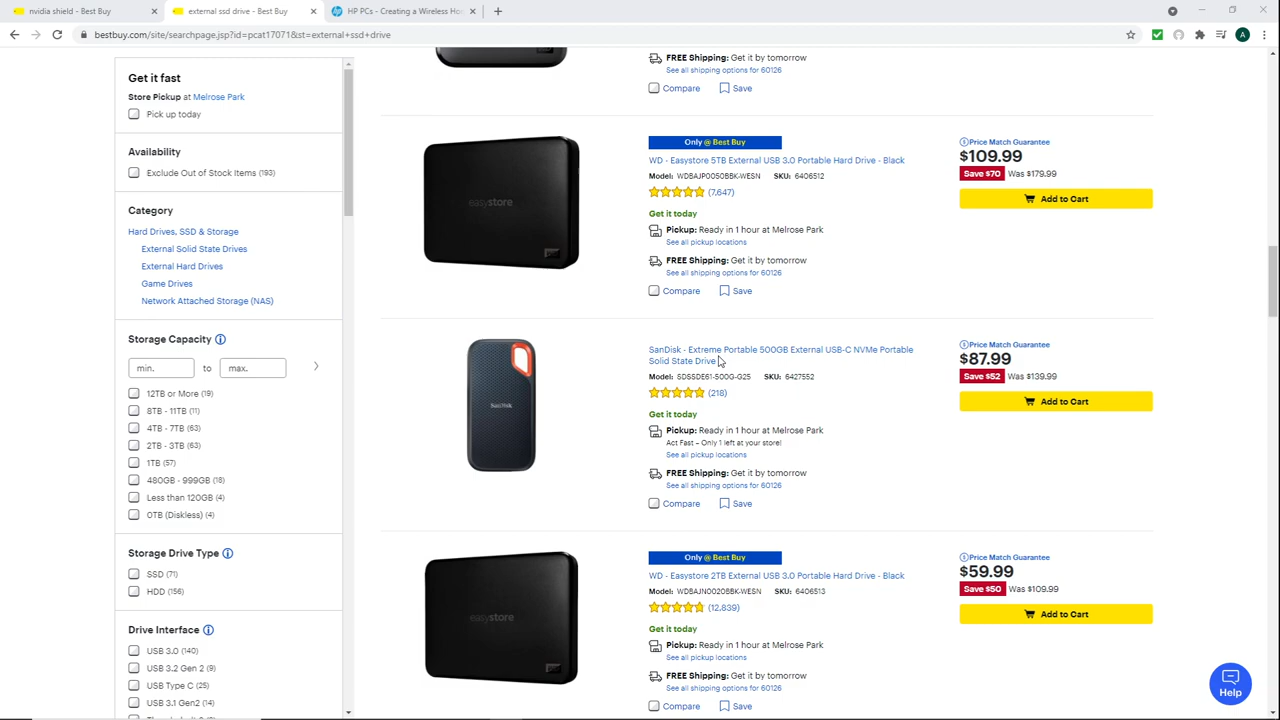 nvidia shield - Best Buy
external ssd drive - Best Buy
HP PCs - Creating a Wireless Ho
A
bestbuy.com/site/searchpage.jsp?id=pcat17071&st=external+ssd+drive
Get it fast
Store Pickup at Melrose Park
Pick up today
Availability
Exclude Out of Stock Items (193)
Category
Hard Drives, SSD & Storage
External Solid State Drives
External Hard Drives
Game Drives
Network Attached Storage (NAS)
Storage Capacity
min. to max.
12TB or More (19)
8TB - 11TB (11)
4TB - 7TB (63)
2TB - 3TB (63)
1TB (57)
480GB - 999GB (18)
Less than 120GB (4)
0TB (Diskless) (4)
Storage Drive Type
SSD (71)
HDD (156)
Drive Interface
USB 3.0 (140)
USB 3.2 Gen 2 (9)
USB Type C (25)
USB 3.1 Gen2 (14)
FREE Shipping: Get it by tomorrow
See all shipping options for 60126
Compare Save
easystore
Only @ Best Buy
WD - Easystore 5TB External USB 3.0 Portable Hard Drive - Black
Model: WDBAJP0050BBK-WESN SKU: 6406512
(7,647)
Get it today
Pickup: Ready in 1 hour at Melrose Park
See all pickup locations
FREE Shipping: Get it by tomorrow
See all shipping options for 60126
Compare Save
Price Match Guarantee
$109.99
Save $70 Was $179.99
Add to Cart
SanDisk
SanDisk - Extreme Portable 500GB External USB-C NVMe Portable
Solid State Drive
Model: SDSSDE61-500G-G25 SKU: 6427552
(218)
Get it today
Pickup: Ready in 1 hour at Melrose Park
Act Fast – Only 1 left at your store!
See all pickup locations
FREE Shipping: Get it by tomorrow
See all shipping options for 60126
Compare Save
Price Match Guarantee
$87.99
Save $52 Was $139.99
Add to Cart
easystore
Only @ Best Buy
WD - Easystore 2TB External USB 3.0 Portable Hard Drive - Black
Model: WDBAJN0020BBK-WESN SKU: 6406513
(12,839)
Get it today
Pickup: Ready in 1 hour at Melrose Park
See all pickup locations
FREE Shipping: Get it by tomorrow
See all shipping options for 60126
Compare Save
Price Match Guarantee
$59.99
Save $50 Was $109.99
Add to Cart
Help